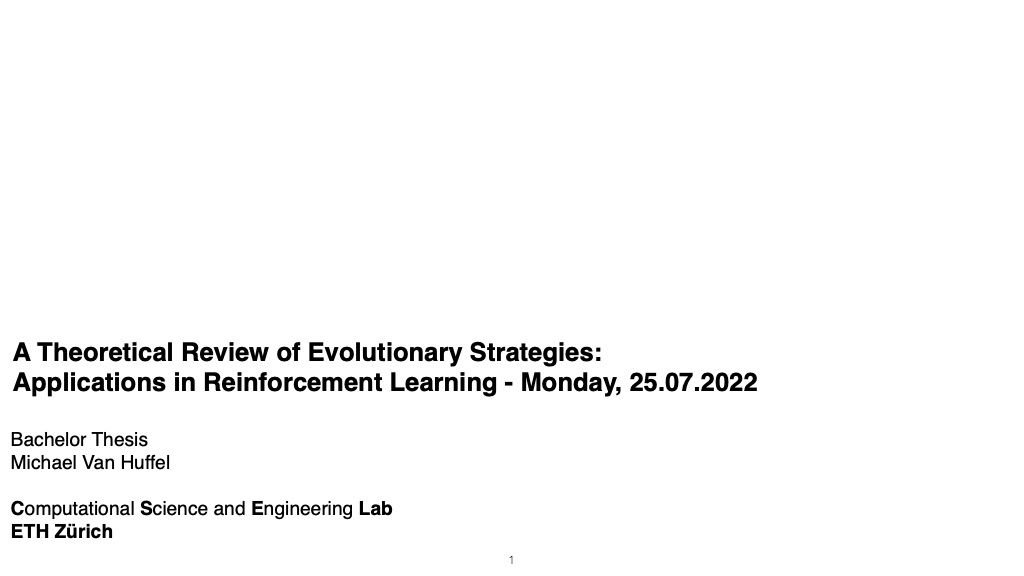 A Theoretical Review of Evolutionary Strategies:
Applications in Reinforcement Learning - Monday, 25.07.2022
Bachelor Thesis
Michael Van Huffel
Computational Science and Engineering Lab
ETH Zürich
1